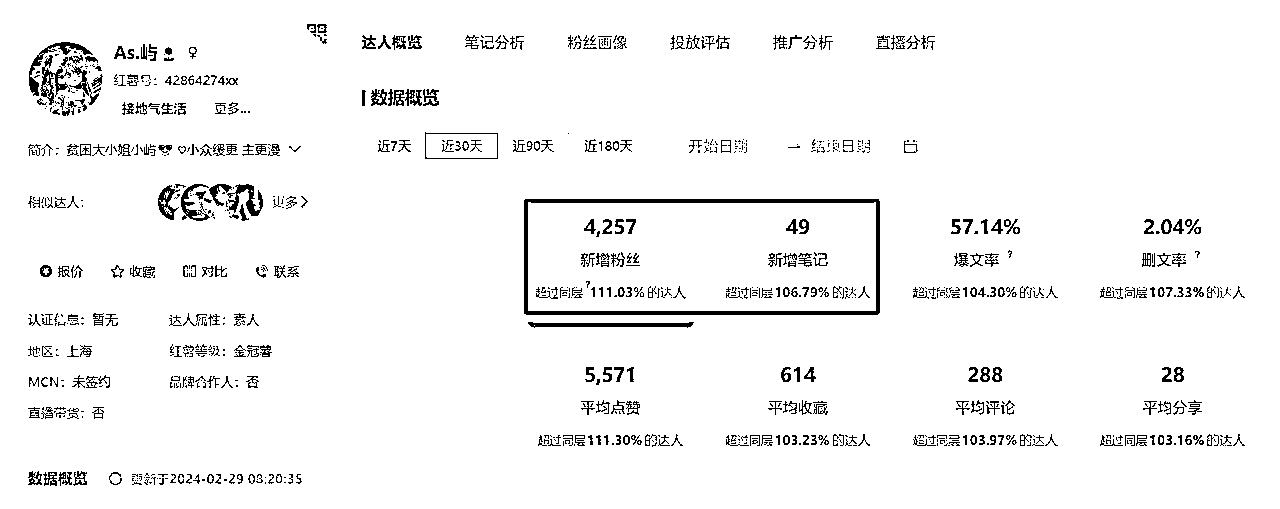 As.屿
红薯号：42864274xx
接地气生活 更多...
简介：贫困大小姐小屿 小众缓更 主更漫
相似达人： 更多
报价 收藏 对比 联系
认证信息：暂无 达人属性：素人
地区：上海 红薯等级：金冠薯
MCN：未签约 品牌合作人：否
直播带货：否
数据概览 更新于2024-02-29 08:20:35
达人概览 笔记分析 粉丝画像 投放评估 推广分析 直播分析
数据概览
近7天 近30天 近90天 近180天 开始日期 → 结束日期
4,257 49 57.14% 2.04%
新增粉丝 新增笔记 爆文率 ? 删文率 ?
超过同层?111.03%的达人 超过同层106.79%的达人 超过同层104.30%的达人 超过同层107.33%的达人
5,571 614 288 28
平均点赞 平均收藏 平均评论 平均分享
超过同层111.30%的达人 超过同层103.23%的达人 超过同层103.97%的达人 超过同层103.16%的达人